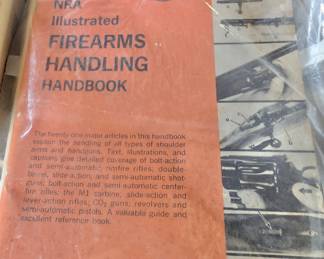 NRA
Illustrated
FIREARMS
HANDLING
HANDBOOK
The twenty-one major articles in this handbook
explain the handling of all types of shoulder
arms and handguns. Text, illustrations, and
captions give detailed coverage of bolt-action
and semi-automatic rimfire rifles; double-
barrel, slide-action, and semi-automatic shot-
guns; bolt-action and semi-automatic center-
fire rifles; the M1 carbine; slide-action and
lever-action rifles; CO2 guns; revolvers and
semi-automatic pistols. A valuable guide and
excellent reference book.